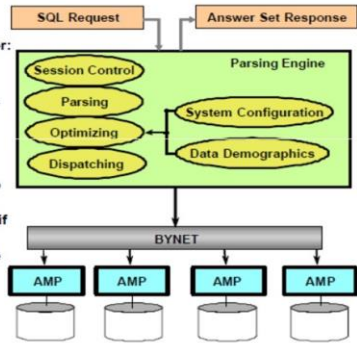 SQL Request
Answer Set Response
r:
Parsing Engine
Session Control
Parsing
System Configuration
Optimizing
Data Demographics
Dispatching
if
BYNET
AMP AMP AMP AMP